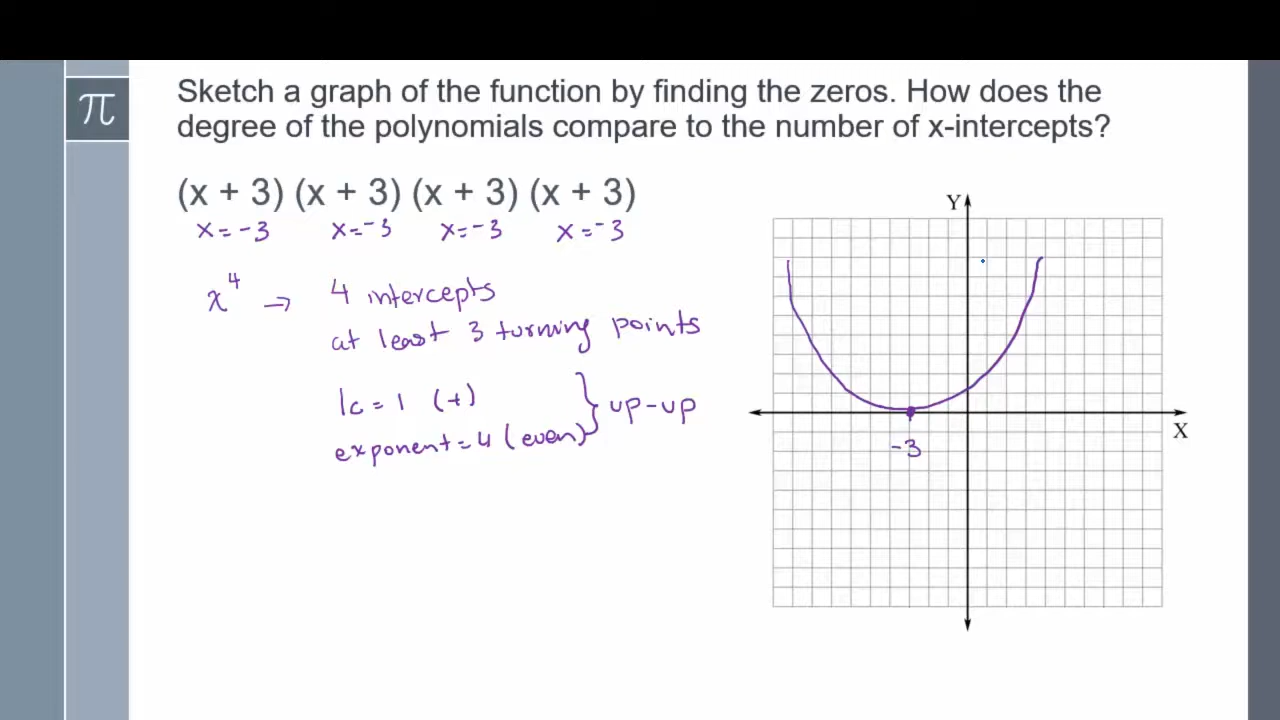 π
Sketch a graph of the function by finding the zeros. How does the
degree of the polynomials compare to the number of x-intercepts?
(x + 3) (x + 3) (x + 3) (x + 3)
x = -3 x = -3 x = -3 x = -3
x⁴ → 4 intercepts
at least 3 turning points
lc = 1 (+)
exponent = 4 (even)
} up-up
Y
X
-3